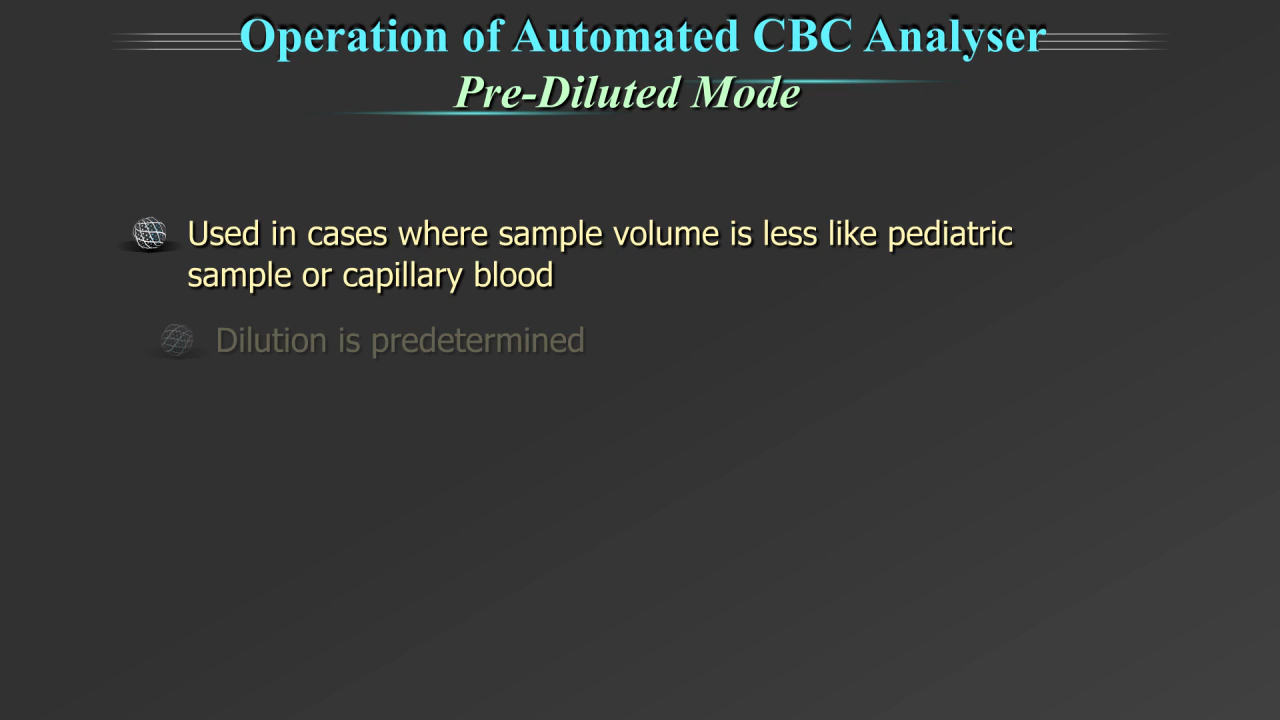 Operation of Automated CBC Analyser
Pre-Diluted Mode
Used in cases where sample volume is less like pediatric
sample or capillary blood
Dilution is predetermined